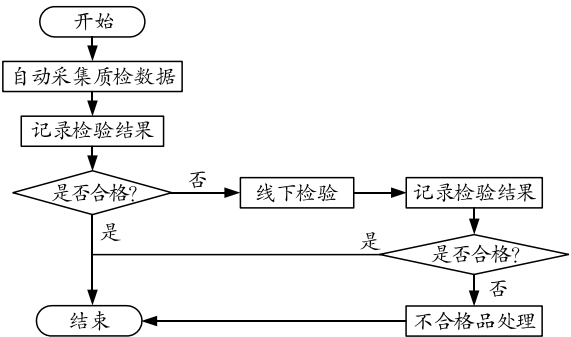 开始
自动采集质检数据
记录检验结果
是否合格?
否
线下检验
记录检验结果
是
是
是否合格?
否
结束
不合格品处理